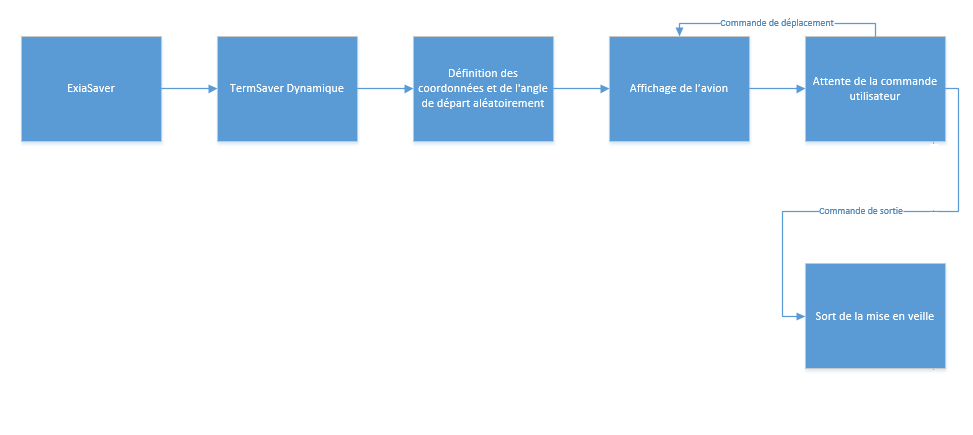 Commande de déplacement
ExiaSaver
TermSaver Dynamique
Définition des
coordonnées et de l'angle
de départ aléatoirement
Affichage de l'avion
Attente de la commande
utilisateur
Commande de sortie
Sort de la mise en veille